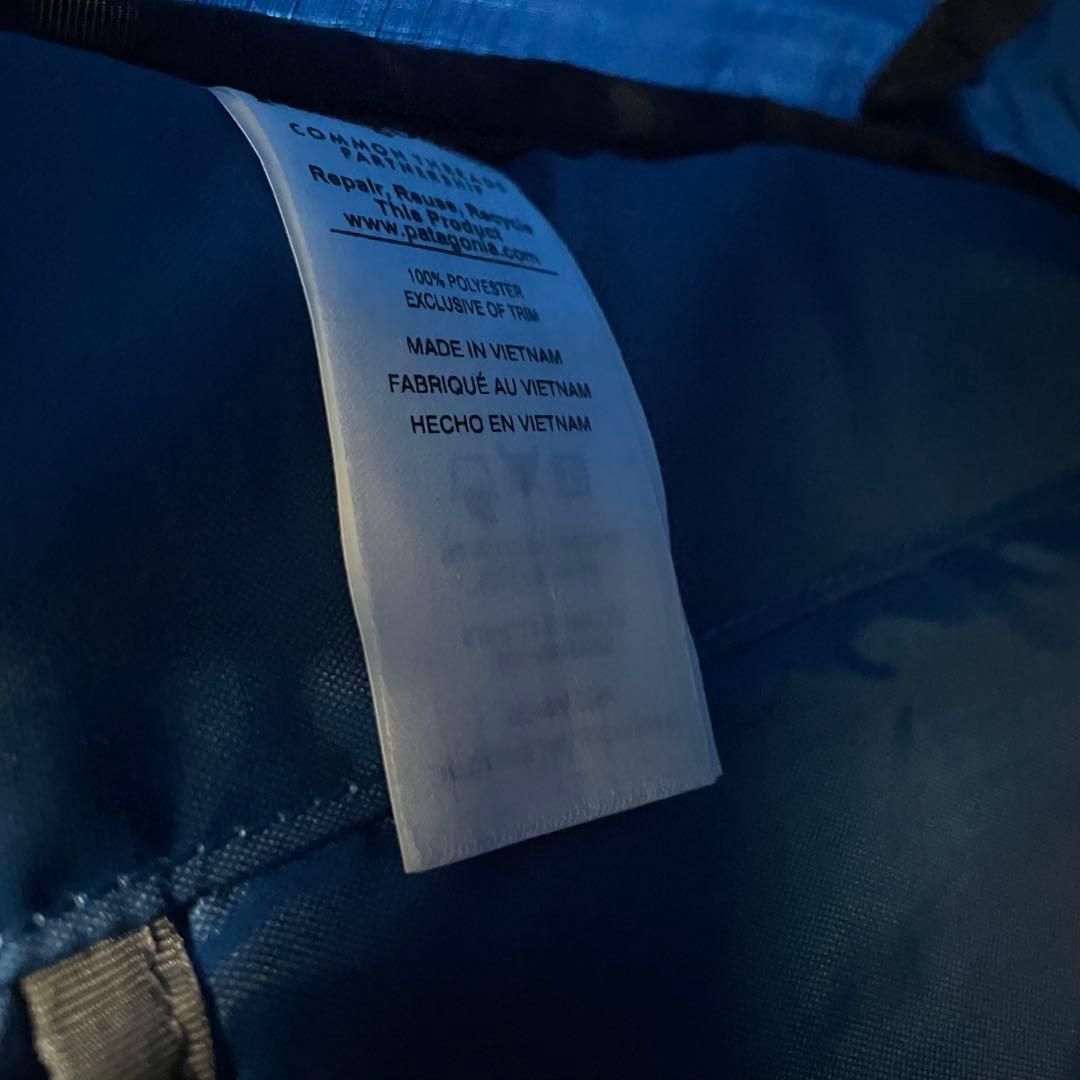 COMMON THREADS
PARTNERSHIP
Repair, Reuse, Recycle
This Product
www.patagonia.com
100% POLYESTER
EXCLUSIVE OF TRIM
MADE IN VIETNAM
FABRIQUÉ AU VIETNAM
HECHO EN VIETNAM